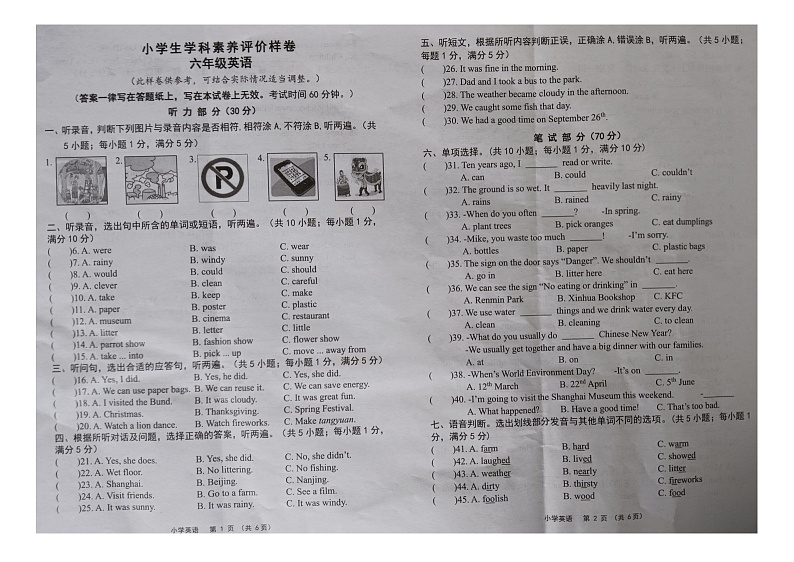 小学生学科素养评价样卷
六年级英语
（此样卷供参考，可结合实际情况适当调整。）
（答案一律写在答题纸上，写在本试卷上无效。考试时间 60 分钟。）
听 力 部 分（30 分）
一、听录音，判断下列图片与录音内容是否相符.相符涂 A,不符涂 B,听两遍。（共
5 小题；每小题 1 分，满分 5 分）
1. 2. 3. 4. 5.
P
( ) ( ) ( ) ( ) ( )
二、听录音，选出句中所含的单词或短语，听两遍。（共 10 小题；每小题 1 分，
满分 10 分）
( )6. A. were B. was C. wear
( )7. A. rainy B. windy C. sunny
( )8. A. would B. could C. should
( )9. A. clever B. clean C. careful
( )10. A. take B. keep C. make
( )11. A. paper B. poster C. plastic
( )12. A. museum B. cinema C. restaurant
( )13. A. litter B. letter C. little
( )14. A. parrot show B. fashion show C. flower show
( )15. A. take ... into B. pick ... up C. move ... away from
三、听问句，选出合适的应答句，听两遍。（共 5 小题；每小题 1 分，满分 5 分）
( )16. A. Yes, I did. B. Yes, he did. C. Yes, she did.
( )17. A. We can use paper bags. B. We can reuse it. C. We can save energy.
( )18. A. I visited the Bund. B. It was cloudy. C. It was great fun.
( )19. A. Christmas. B. Thanksgiving. C. Spring Festival.
( )20. A. Watch a lion dance. B. Watch fireworks. C. Make tangyuan.
四、根据所听对话及问题，选择正确的答案，听两遍。（共 5 小题；每小题 1 分，
满分 5 分）
( )21. A. Yes, she does. B. Yes, she did. C. No, she didn't.
( )22. A. Wet floor. B. No littering. C. No fishing.
( )23. A. Shanghai. B. Beijing. C. Nanjing.
( )24. A. Visit friends. B. Go to a farm. C. See a film.
( )25. A. It was sunny. B. It was rainy. C. It was windy.
小学英语 第 1 页 （共 6 页）
五、听短文，根据所听内容判断正误，正确涂 A.错误涂 B，听两遍。（共 5 小题；
每题 1 分，满分 5 分）
( )26. It was fine in the morning.
( )27. Dad and I took a bus to the park.
( )28. The weather became cloudy in the afternoon.
( )29. We caught some fish that day.
( )30. We had a good time on September 26th.
笔 试 部 分（70 分）
六、单项选择。（共 10 小题；每小题 1 分，满分 10 分）
( )31. Ten years ago, I ______ read or write.
A. can B. could C. couldn't
( )32. The ground is so wet. It ______ heavily last night.
A. rains B. rained C. rainy
( )33. -When do you often ______? -In spring.
A. plant trees B. pick oranges C. eat dumplings
( )34. -Mike, you waste too much ______! -I'm sorry.
A. bottles B. paper C. plastic bags
( )35. The sign on the door says "Danger". We shouldn't ______.
A. go in B. litter here C. eat here
( )36. We can see the sign "No eating or drinking" in ______.
A. Renmin Park B. Xinhua Bookshop C. KFC
( )37. We use water ______ things and we drink water every day.
A. clean B. cleaning C. to clean
( )39. -What do you usually do ______ Chinese New Year?
-We usually get together and have a big dinner with our families.
A. at B. on C. in
( )38. -When's World Environment Day? -It's on ______.
A. 12th March B. 22nd April C. 5th June
( )40. -I'm going to visit the Shanghai Museum this weekend. -______
A. What happened? B. Have a good time! C. That's too bad.
七、语音判断。选出划线部分发音与其他单词不同的选项。（共 5 小题；每小题 1
分，满分 5 分）
( )41. A. farm B. hard C. warm
( )42. A. laughed B. lived C. showed
( )43. A. weather B. nearly C. litter
( )44. A. dirty B. thirsty C. fireworks
( )45. A. foolish B. wood C. food
小学英语 第 2 页 （共 6 页）